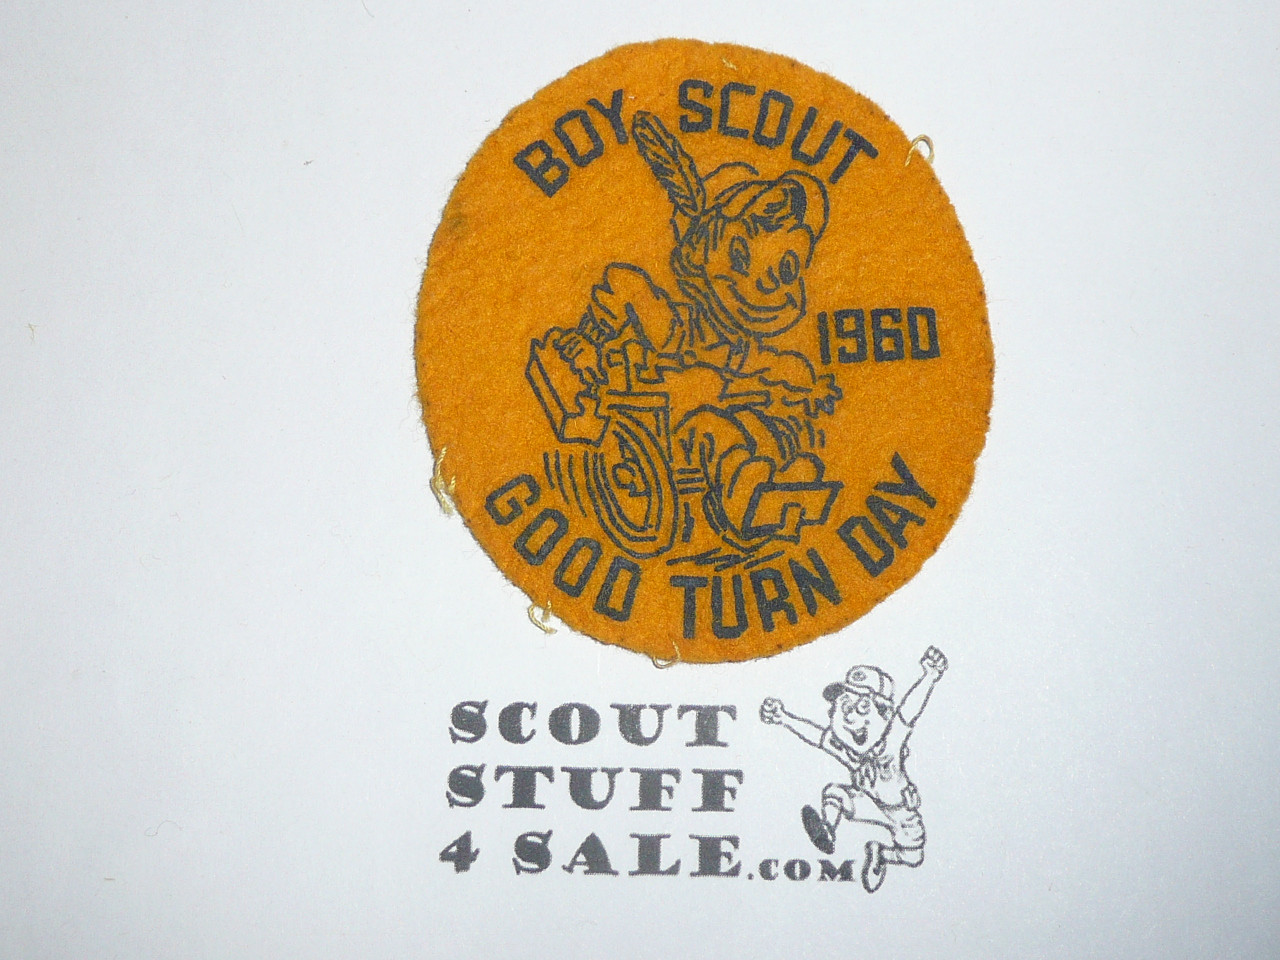 BOY SCOUT
1960
GOOD TURN DAY
SCOUT
STUFF
4 SALE.COM